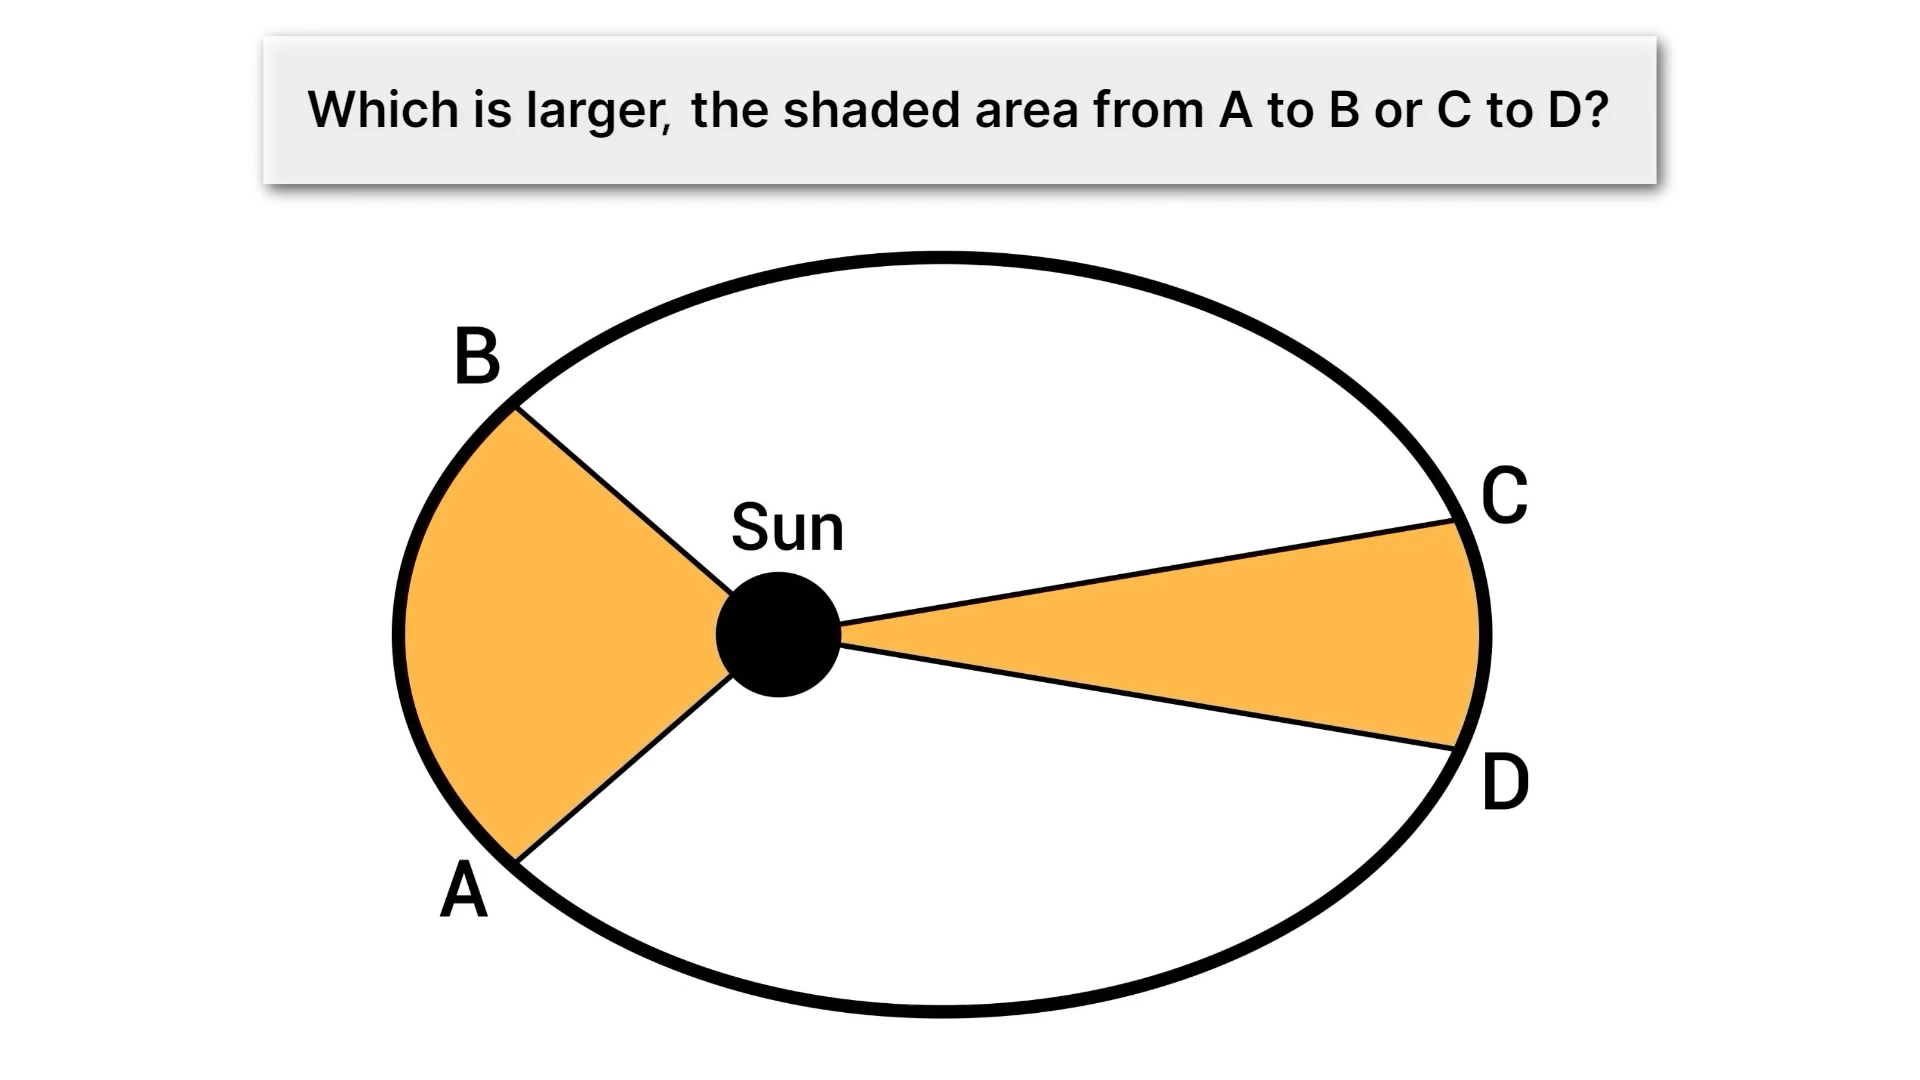 Which is larger, the shaded area from A to B or C to D?
B
C
Sun
D
A